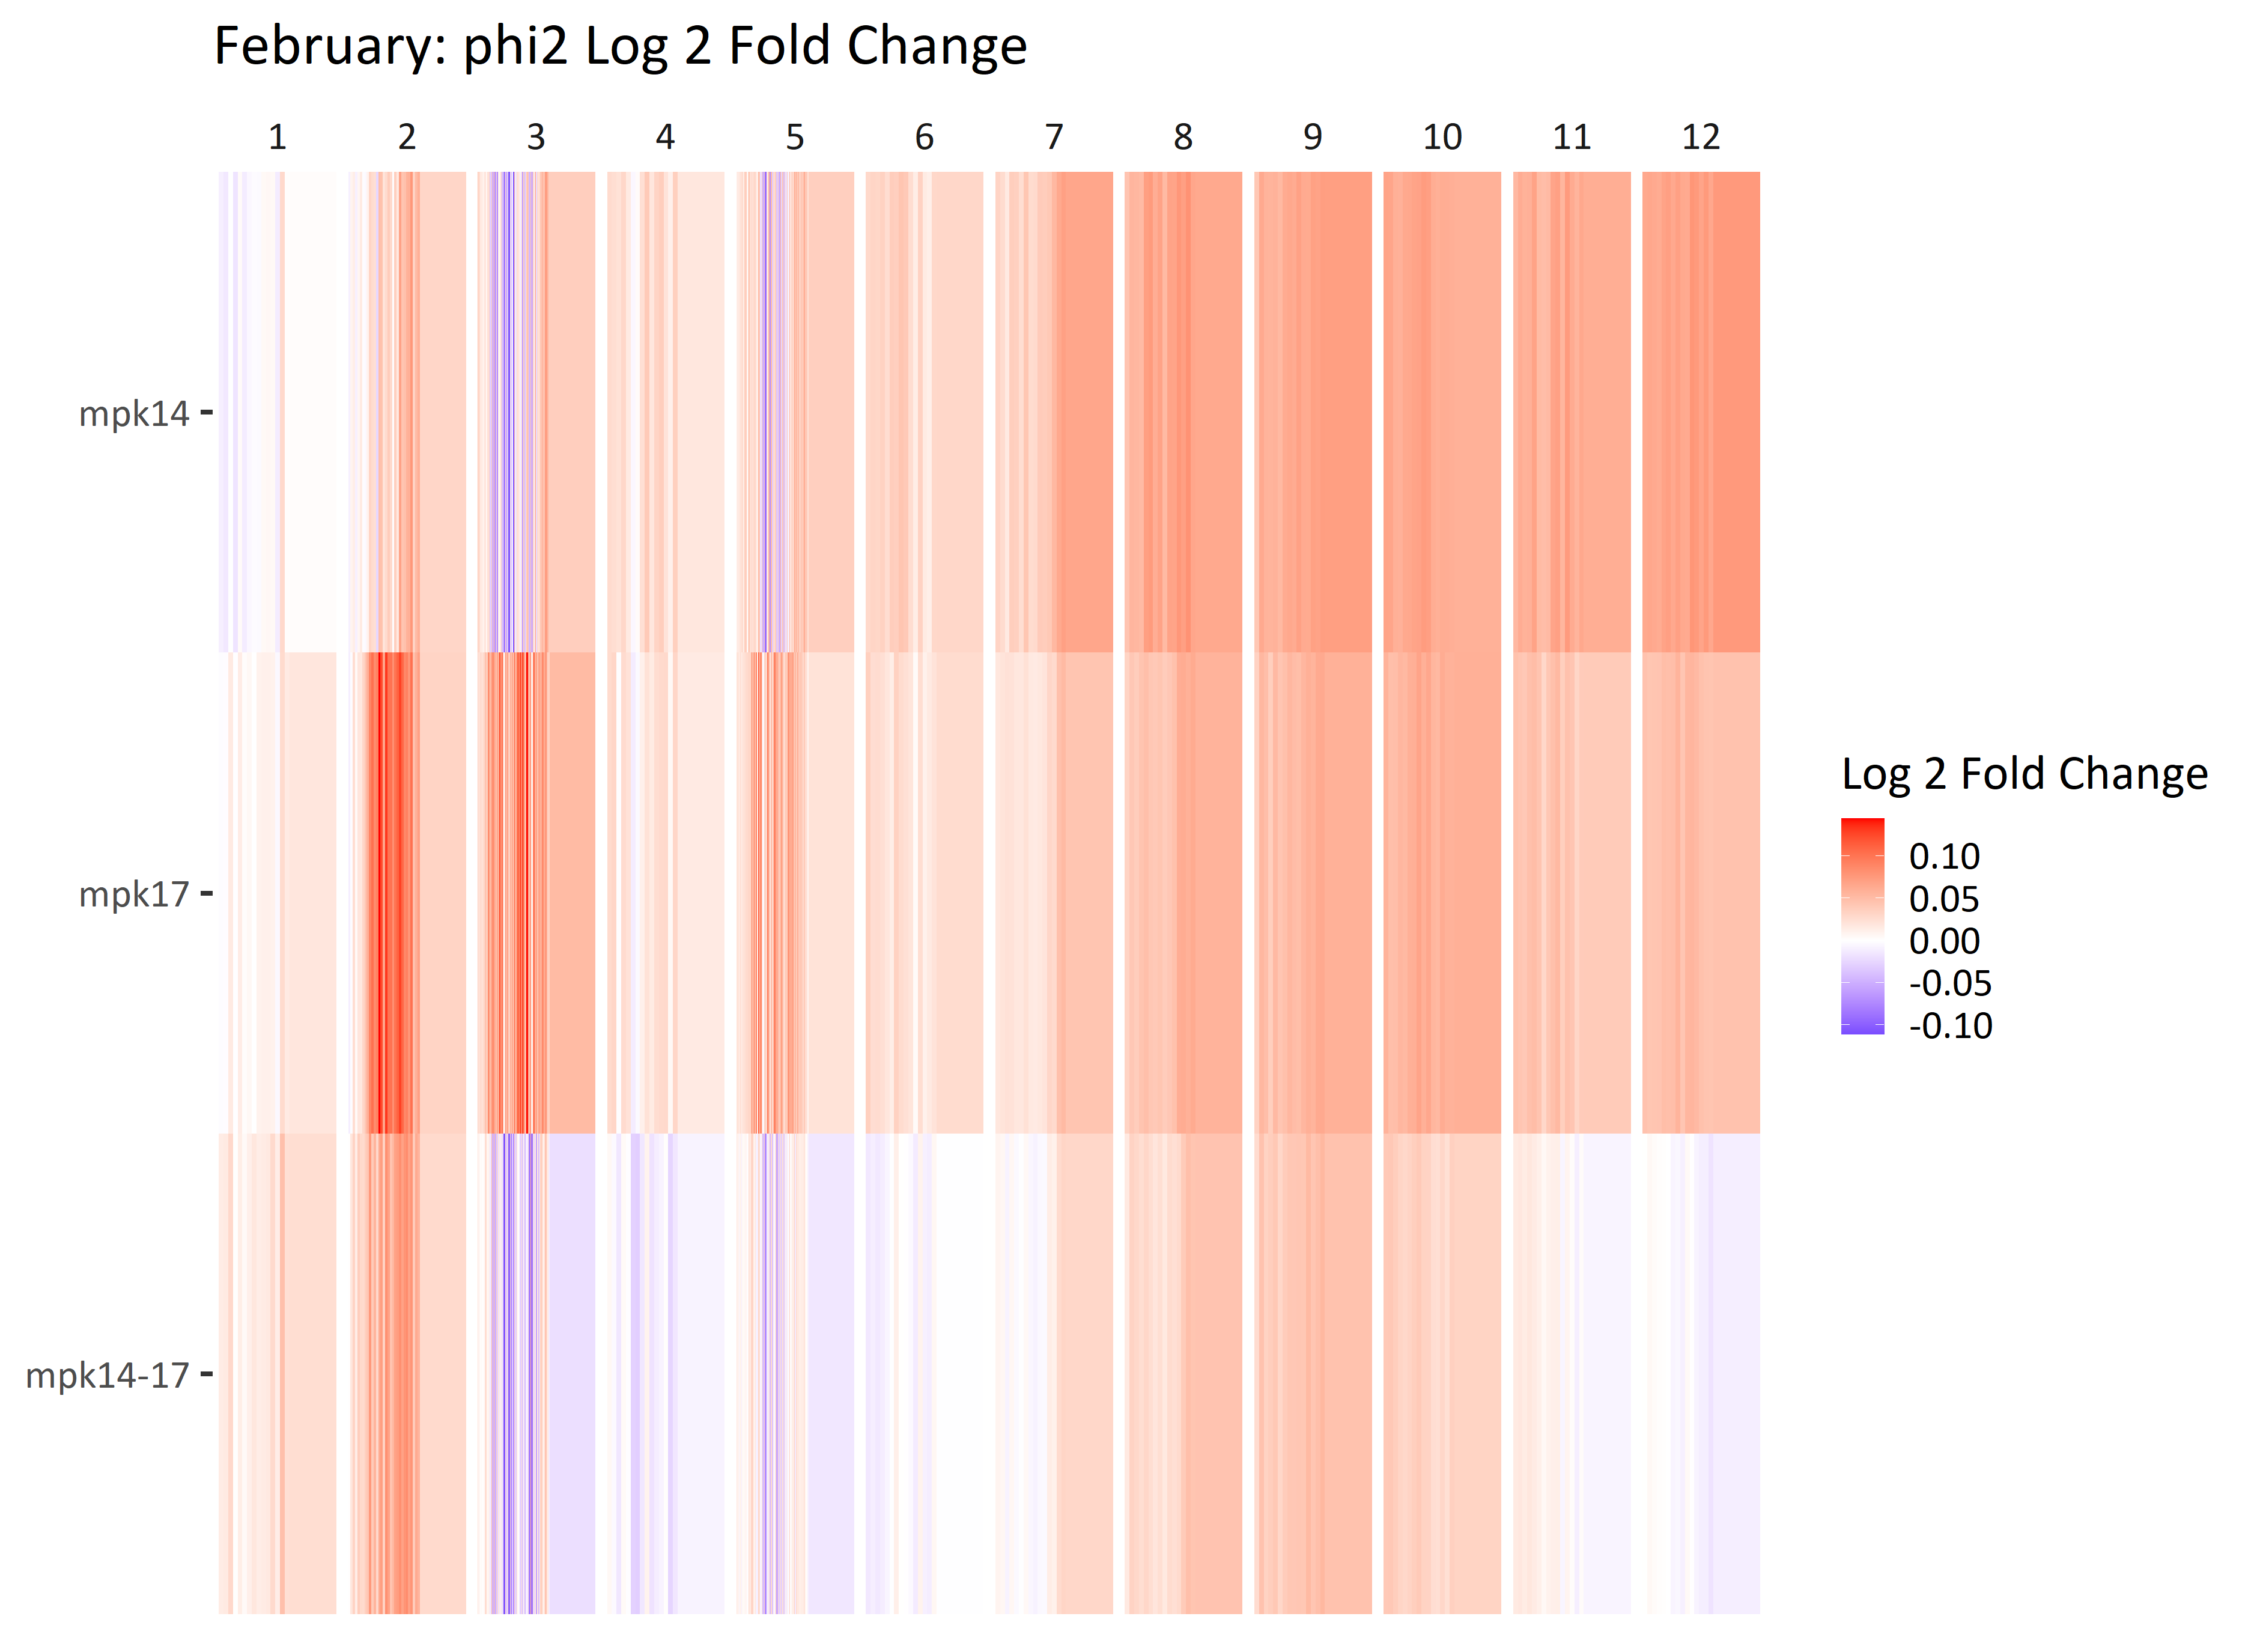 February: phi2 Log 2 Fold Change
1 2 3 4 5 6 7 8 9 10 11 12
mpk14
mpk17
mpk14-17
Log 2 Fold Change
0.10
0.05
0.00
-0.05
-0.10